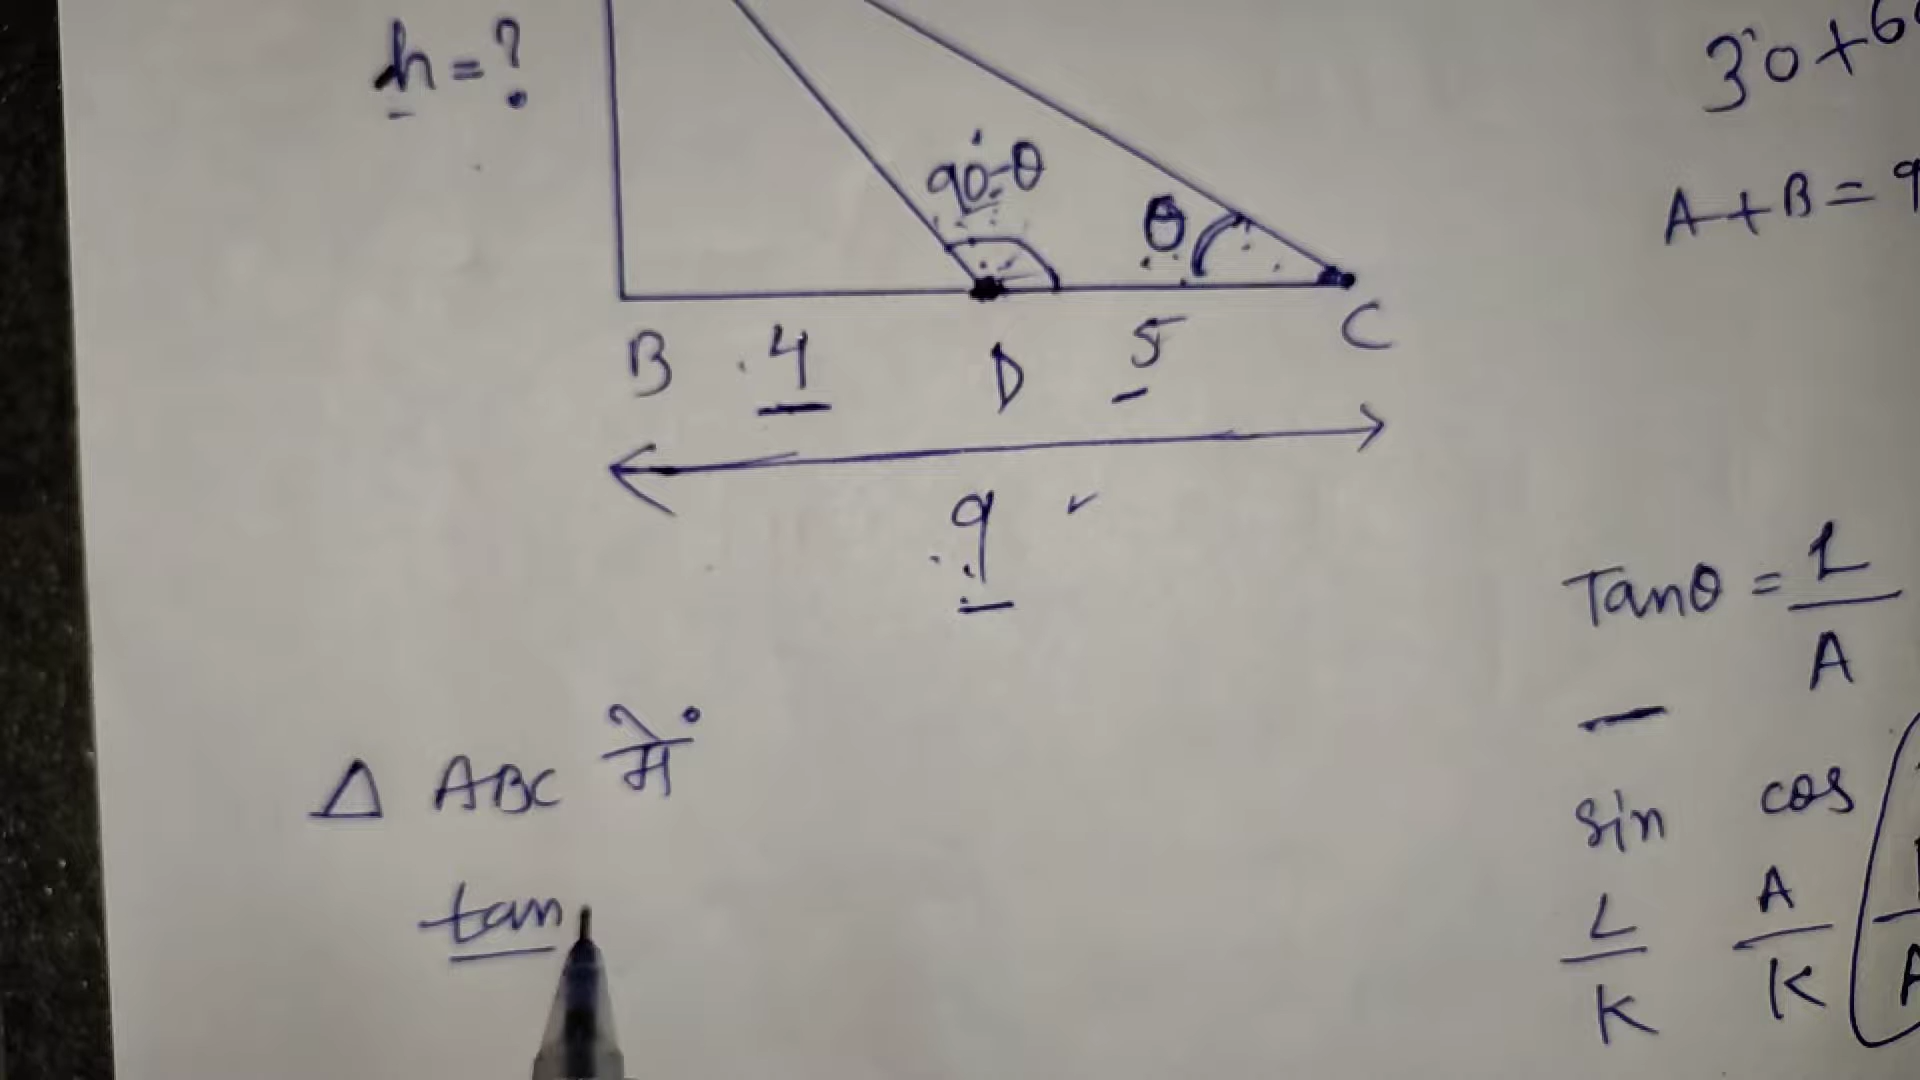 h = ?
90°-θ
θ
B 4 D 5 C
9
Δ ABC में
tan
30+6
A+B=9
Tanθ = L/A
sin cos
L/K A/K